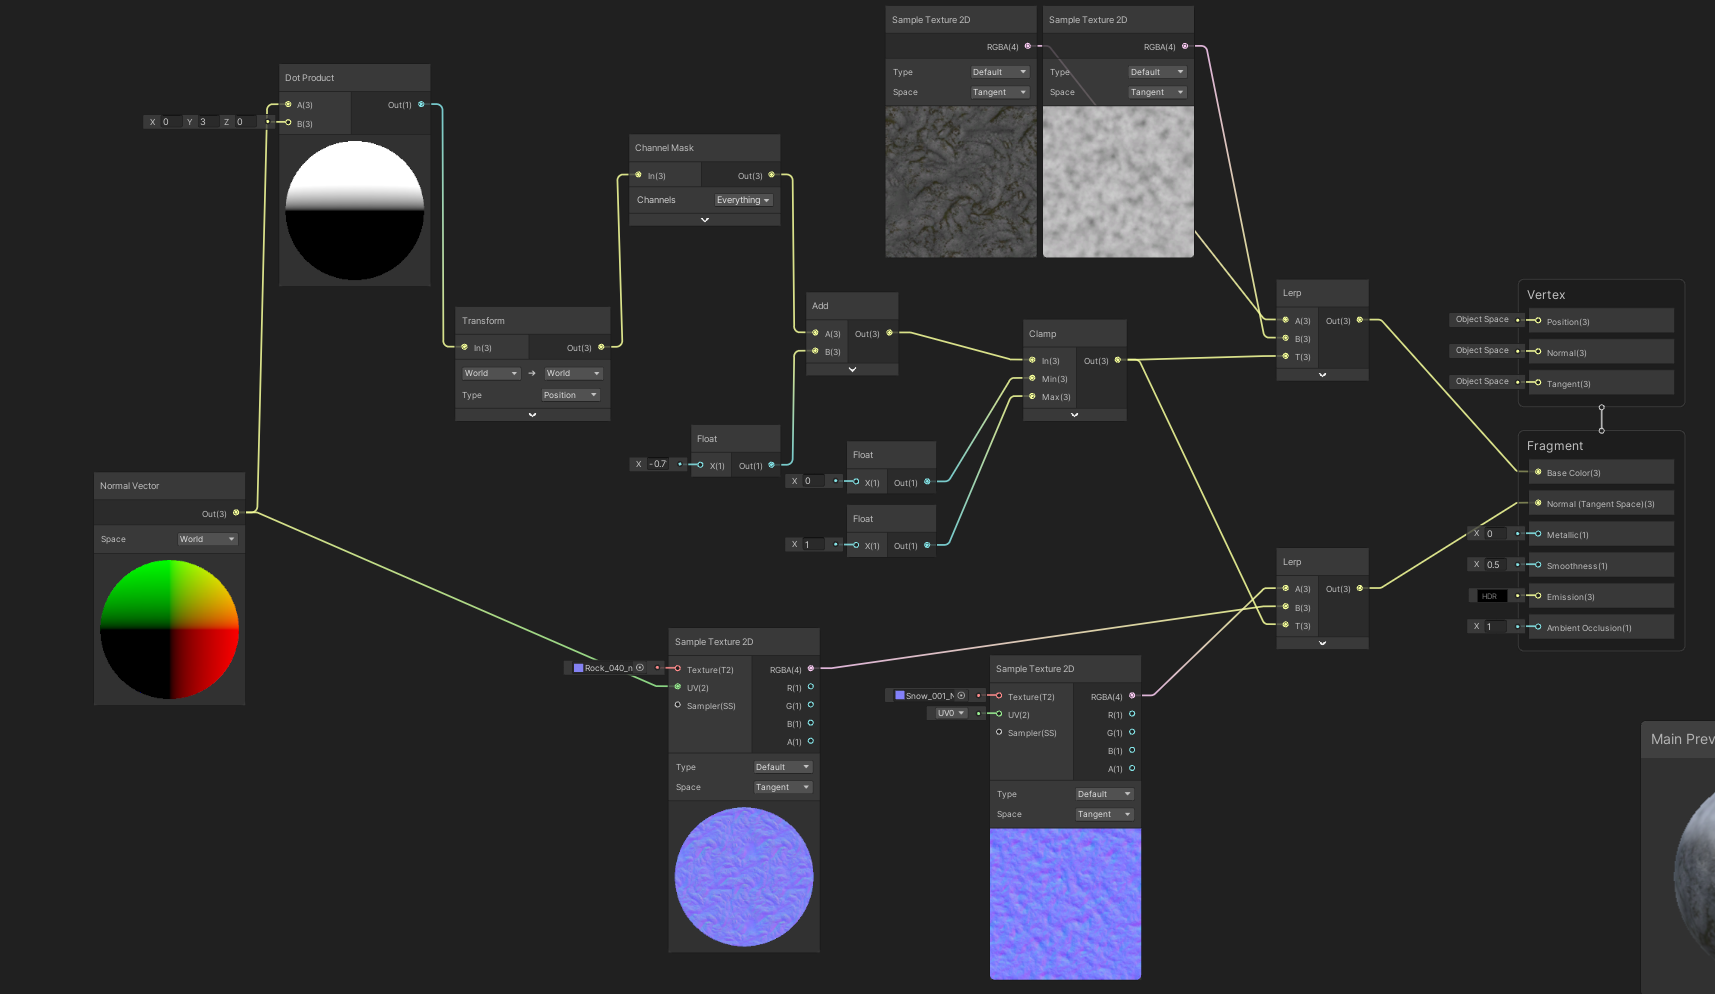 Sample Texture 2D
RGBA(4)
Type Default
Space Tangent
Sample Texture 2D
RGBA(4)
Type Default
Space Tangent
Dot Product
A(3) Out(1)
X 0 Y 3 Z 0 B(3)
Channel Mask
In(3) Out(3)
Channels Everything
Transform
In(3) Out(3)
World → World
Type Position
Add
A(3) Out(3)
B(3)
Clamp
In(3) Out(3)
Min(3)
Max(3)
Lerp
A(3) Out(3)
B(3)
T(3)
Vertex
Object Space Position(3)
Object Space Normal(3)
Object Space Tangent(3)
Fragment
Base Color(3)
Normal (Tangent Space)(3)
X 0 Metallic(1)
X 0.5 Smoothness(1)
HDR Emission(3)
X 1 Ambient Occlusion(1)
Float
X -0.7 X(1) Out(1)
Float
X 0 X(1) Out(1)
Float
X 1 X(1) Out(1)
Normal Vector
Out(3)
Space World
Lerp
A(3) Out(3)
B(3)
T(3)
Sample Texture 2D
Rock_040_n Texture(T2) RGBA(4)
UV(2) R(1)
Sampler(SS) G(1)
B(1)
A(1)
Type Default
Space Tangent
Sample Texture 2D
Snow_001_N Texture(T2) RGBA(4)
UV0 UV(2) R(1)
Sampler(SS) G(1)
B(1)
A(1)
Type Default
Space Tangent
Main Prev